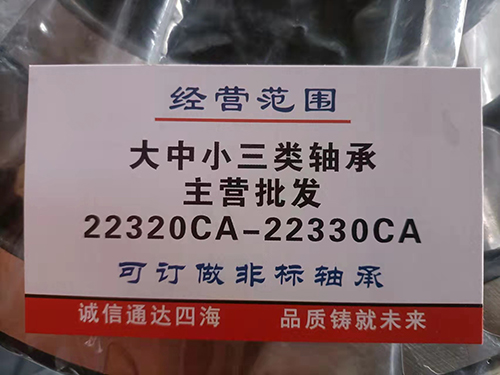 经营范围
大中小三类轴承
主营批发
22320CA-22330CA
可订做非标轴承
诚信通达四海 品质铸就未来